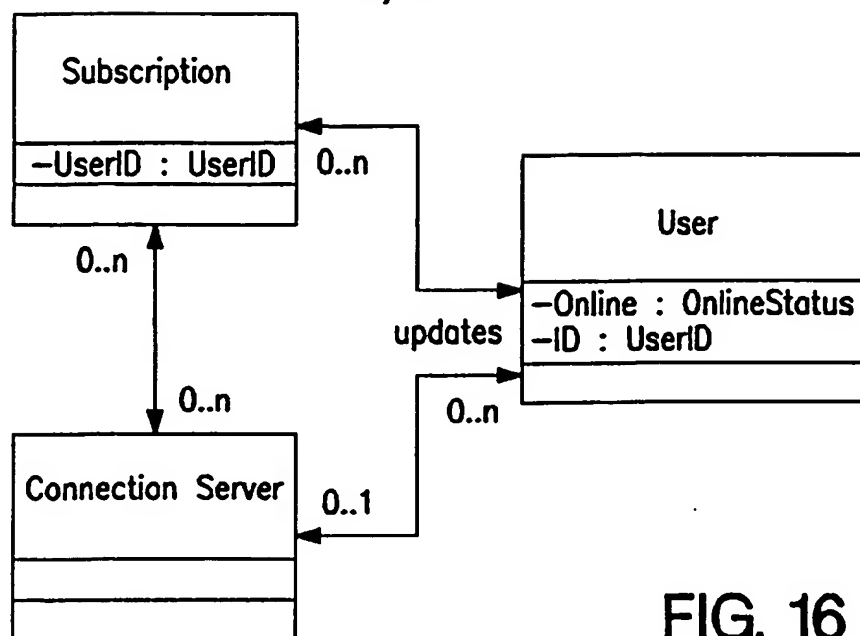 Subscription
-UserID : UserID
0..n
0..n
User
-Online : OnlineStatus
-ID : UserID
updates
0..n
0..n
Connection Server
0..1
FIG. 16